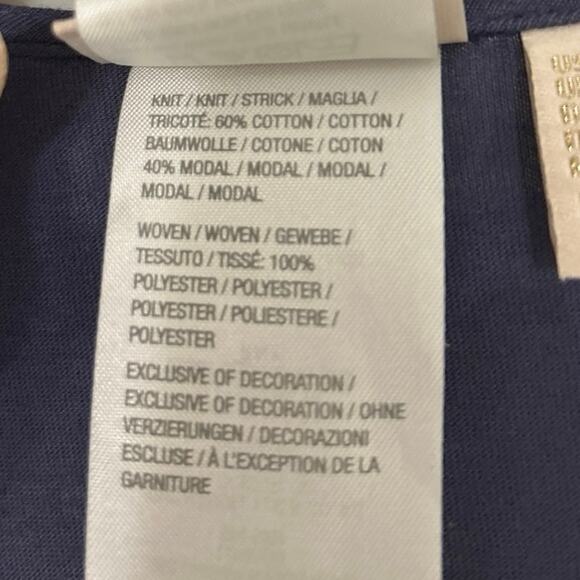 KNIT / KNIT / STRICK / MAGLIA /
TRICOTÉ: 60% COTTON / COTTON /
BAUMWOLLE / COTONE / COTON
40% MODAL / MODAL / MODAL /
MODAL / MODAL
WOVEN / WOVEN / GEWEBE /
TESSUTO / TISSÉ: 100%
POLYESTER / POLYESTER /
POLYESTER / POLIESTERE /
POLYESTER
EXCLUSIVE OF DECORATION /
EXCLUSIVE OF DECORATION / OHNE
VERZIERUNGEN / DECORAZIONI
ESCLUSE / À L'EXCEPTION DE LA
GARNITURE